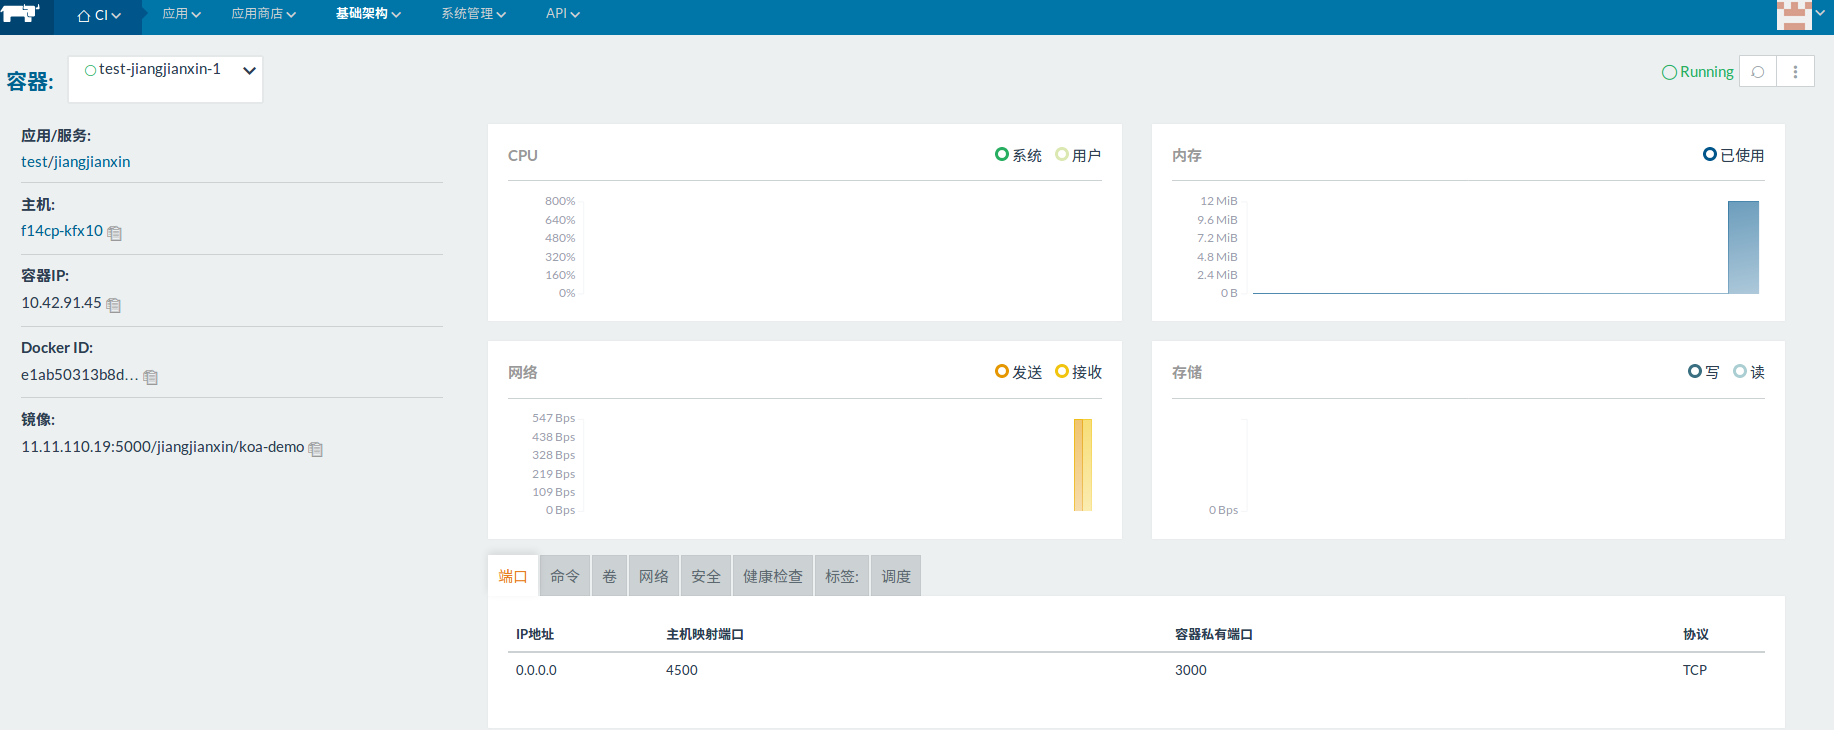 CI 应用 应用商店 基础架构 系统管理 API
容器: test-jiangjianxin-1 Running
应用/服务:
test/jiangjianxin
主机:
f14cp-kfx10
容器IP:
10.42.91.45
Docker ID:
e1ab50313b8d...
镜像:
11.11.110.19:5000/jiangjianxin/koa-demo
CPU 系统 用户
800%
640%
480%
320%
160%
0%
内存 已使用
12 MiB
9.6 MiB
7.2 MiB
4.8 MiB
2.4 MiB
0 B
网络 发送 接收
547 Bps
438 Bps
328 Bps
219 Bps
109 Bps
0 Bps
存储 写 读
0 Bps
端口 命令 卷 网络 安全 健康检查 标签: 调度
IP地址 主机映射端口 容器私有端口 协议
0.0.0.0 4500 3000 TCP